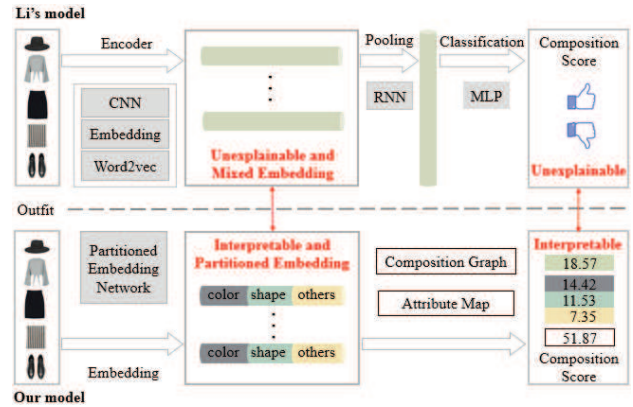 Li's model
Encoder
CNN
Embedding
Word2vec
Unexplainable and
Mixed Embedding
Pooling
RNN
Classification
MLP
Composition
Score
Unexplainable
Outfit
Partitioned
Embedding
Network
Embedding
Interpretable and
Partitioned Embedding
color shape others
color shape others
Composition Graph
Attribute Map
Interpretable
18.57
14.42
11.53
7.35
51.87
Composition
Score
Our model